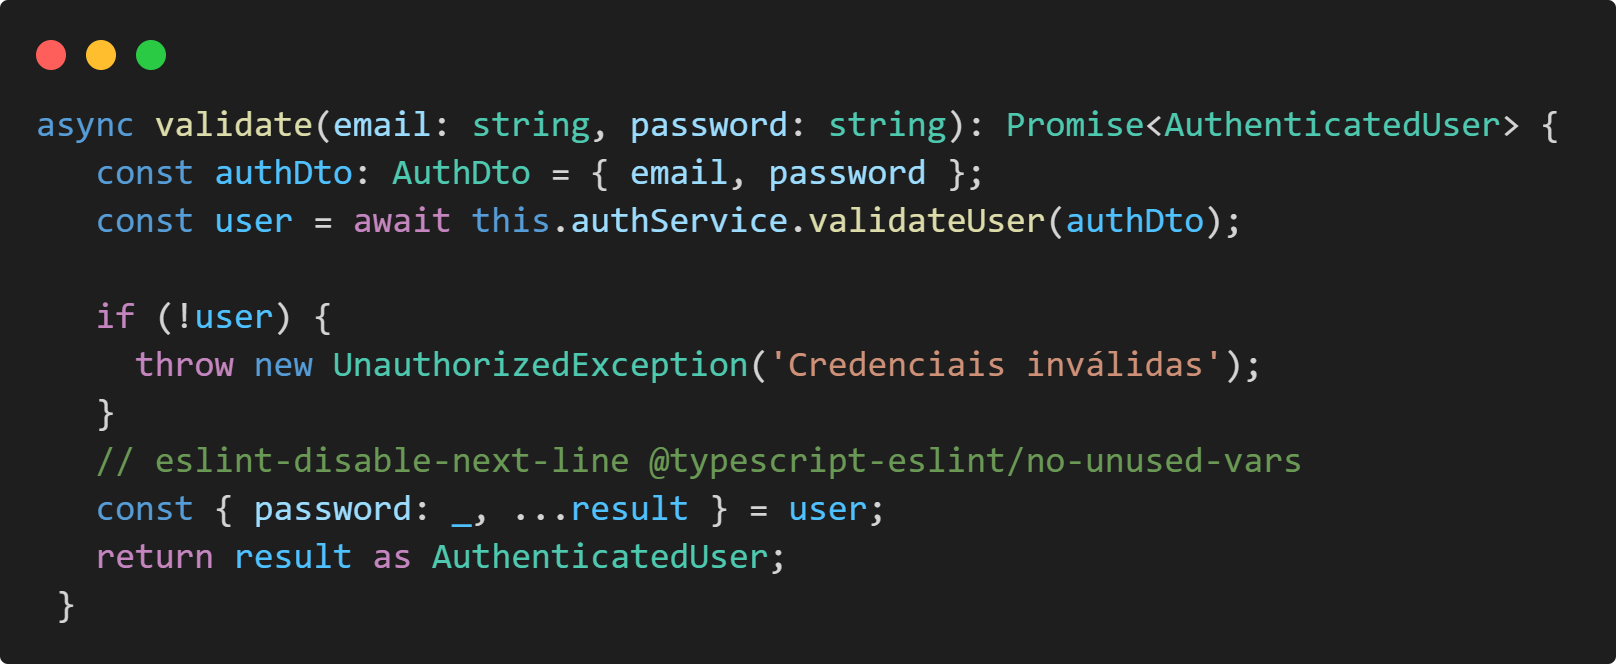 async validate(email: string, password: string): Promise<AuthenticatedUser> {
const authDto: AuthDto = { email, password };
const user = await this.authService.validateUser(authDto);
if (!user) {
throw new UnauthorizedException('Credenciais inválidas');
}
// eslint-disable-next-line @typescript-eslint/no-unused-vars
const { password: _, ...result } = user;
return result as AuthenticatedUser;
}